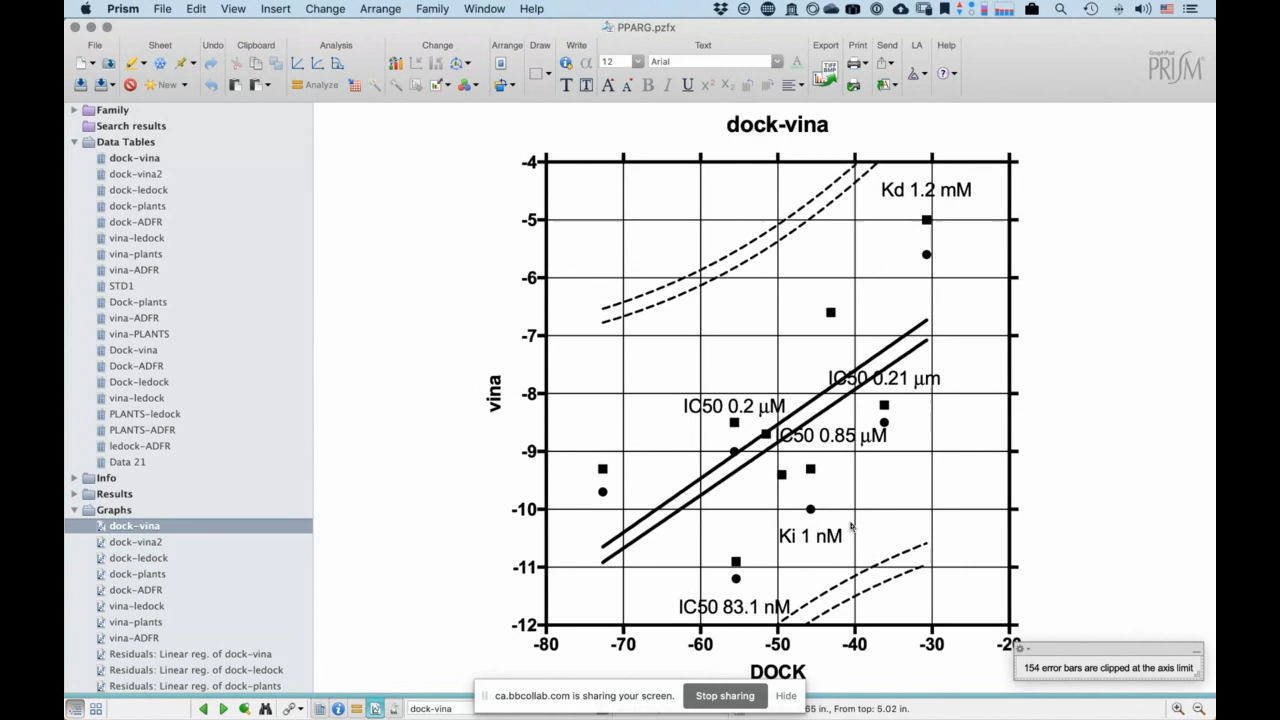 Prism File Edit View Insert Change Arrange Family Window Help
PPARG.pzfx
File Sheet Undo Clipboard Analysis Change Arrange Draw Write Text Export Print Send LA Help
12 Arial
TIFF
BMP
New Analyze T T A A B I U X² X₂
GraphPad
PRISM
Family
Search results
Data Tables
dock-vina
dock-vina2
dock-ledock
dock-plants
dock-ADFR
vina-ledock
vina-plants
vina-ADFR
STD1
Dock-plants
vina-ADFR
vina-PLANTS
Dock-vina
Dock-ADFR
Dock-ledock
vina-ledock
PLANTS-ledock
PLANTS-ADFR
ledock-ADFR
Data 21
Info
Results
Graphs
dock-vina
dock-vina2
dock-ledock
dock-plants
dock-ADFR
vina-ledock
vina-plants
vina-ADFR
Residuals: Linear reg. of dock-vina
Residuals: Linear reg. of dock-ledock
Residuals: Linear reg. of dock-plants
dock-vina
-4
Kd 1.2 mM
-5
-6
-7
vina
IC50 0.21 µm
-8
IC50 0.2 µM
IC50 0.85 µM
-9
-10
Ki 1 nM
-11
IC50 83.1 nM
-12
-80 -70 -60 -50 -40 -30 -20
DOCK
154 error bars are clipped at the axis limit
ca.bbcollab.com is sharing your screen. Stop sharing Hide
dock-vina
65 in, From top: 5.02 in.